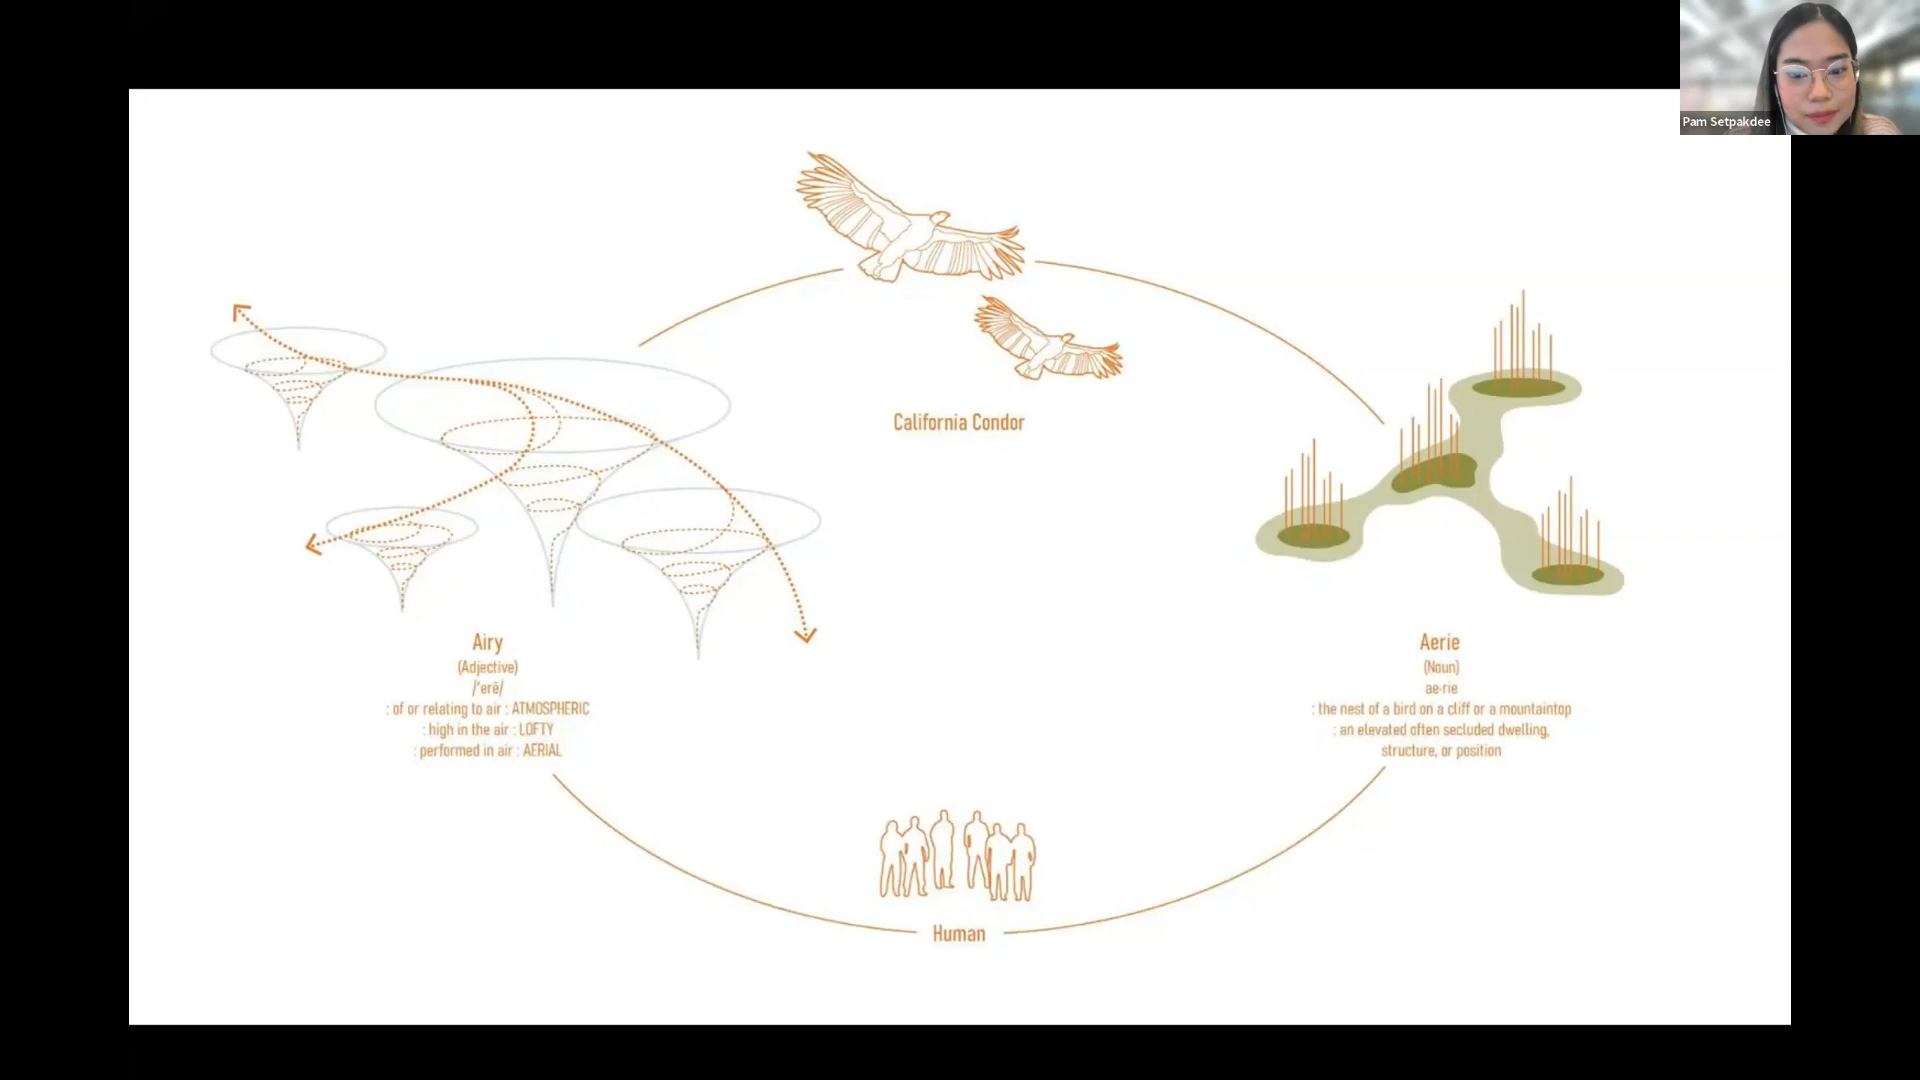 Pam Setpakdee
California Condor
Airy
(Adjective)
/'erē/
: of or relating to air : ATMOSPHERIC
: high in the air : LOFTY
: performed in air : AERIAL
Aerie
(Noun)
ae·rie
: the nest of a bird on a cliff or a mountaintop
: an elevated often secluded dwelling,
structure, or position
Human